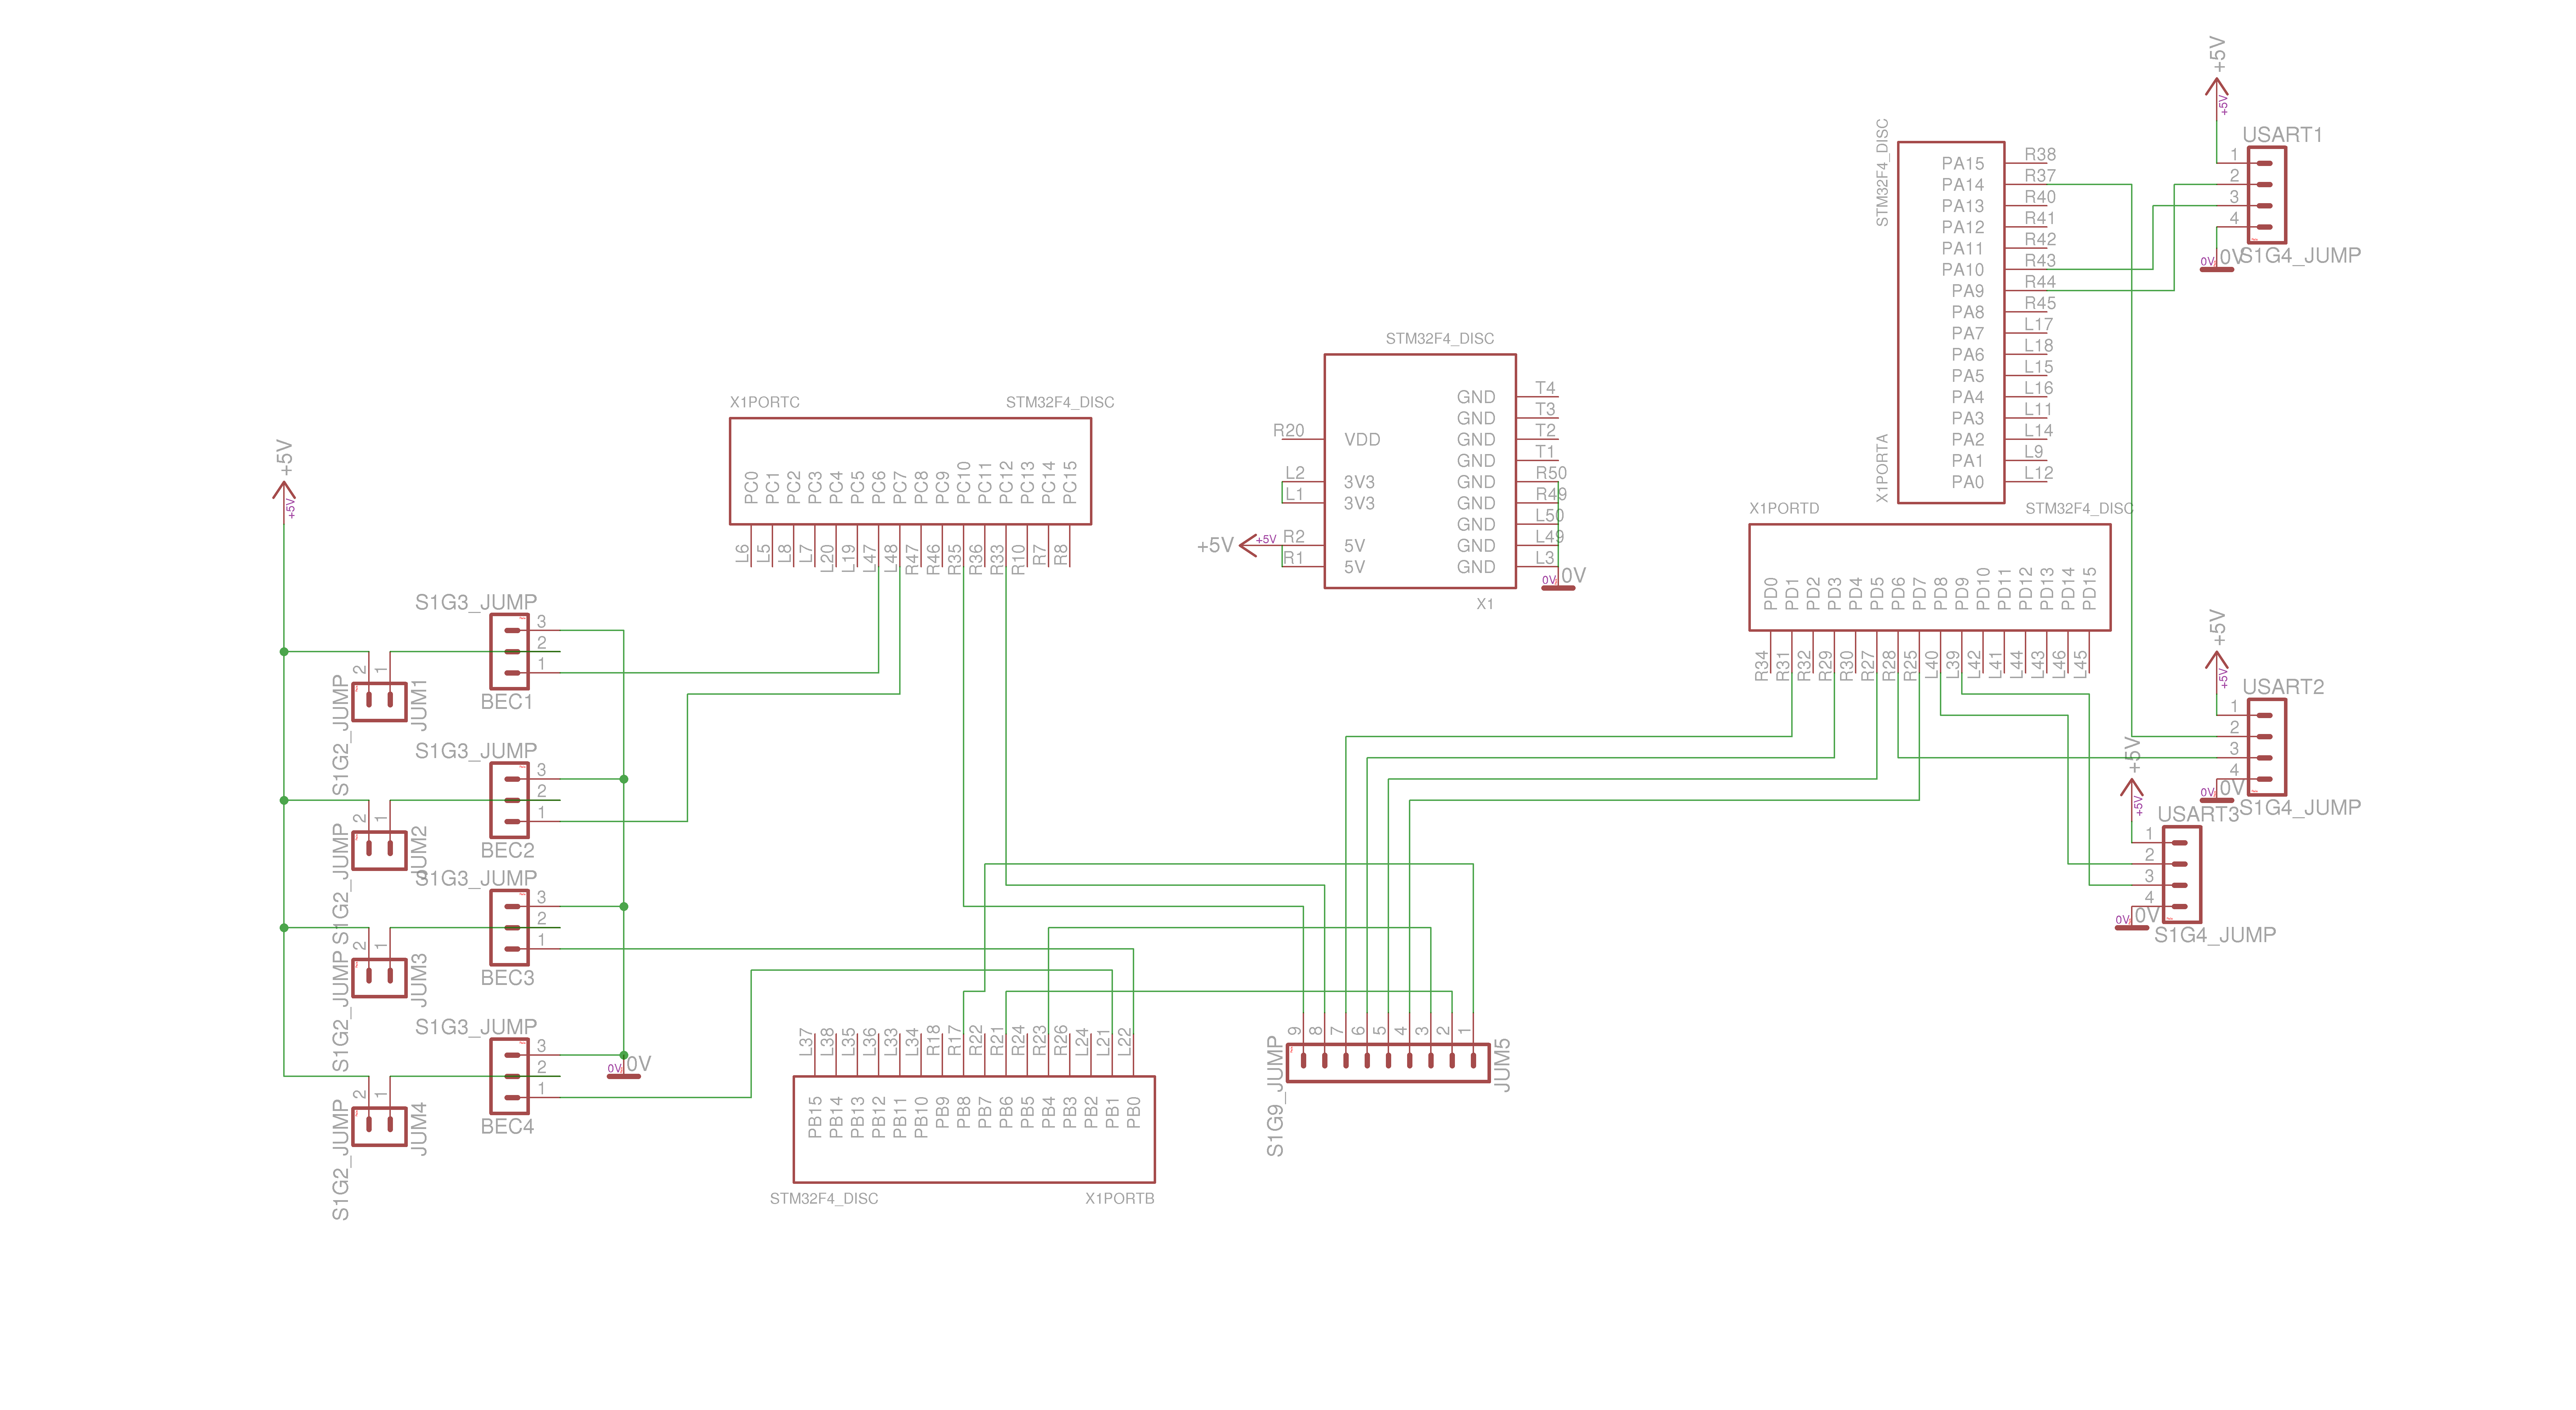 +5V
+5V
USART1
1
2
3
4
0V
0V
S1G4_JUMP
STM32F4_DISC
X1PORTA
PA15 R38
PA14 R37
PA13 R40
PA12 R41
PA11 R42
PA10 R43
PA9 R44
PA8 R45
PA7 L17
PA6 L18
PA5 L15
PA4 L16
PA3 L11
PA2 L14
PA1 L9
PA0 L12
STM32F4_DISC
R20 VDD
L2 3V3
L1 3V3
+5V
+5V
R2 5V
R1 5V
GND T4
GND T3
GND T2
GND T1
GND R50
GND R49
GND L50
GND L49
GND L3
0V
0V
X1
X1PORTC
STM32F4_DISC
PC0 PC1 PC2 PC3 PC4 PC5 PC6 PC7 PC8 PC9 PC10 PC11 PC12 PC13 PC14 PC15
L6 L5 L8 L7 L20 L19 L47 L48 R47 R46 R35 R36 R33 R10 R7 R8
X1PORTD
STM32F4_DISC
PD0 PD1 PD2 PD3 PD4 PD5 PD6 PD7 PD8 PD9 PD10 PD11 PD12 PD13 PD14 PD15
R34 R31 R32 R29 R30 R27 R28 R25 L40 L39 L42 L41 L44 L43 L46 L45
+5V
+5V
S1G3_JUMP
3
2
1
BEC1
2 1
S1G2_JUMP
JUM1
S1G3_JUMP
3
2
1
BEC2
2 1
S1G2_JUMP
JUM2
S1G3_JUMP
3
2
1
BEC3
2 1
S1G2_JUMP
JUM3
S1G3_JUMP
3
2
1
BEC4
2 1
S1G2_JUMP
JUM4
0V
0V
+5V
+5V
USART2
1
2
3
4
0V
0V
S1G4_JUMP
+5V
+5V
USART3
1
2
3
4
0V
0V
S1G4_JUMP
L37 L38 L35 L36 L33 L34 R18 R17 R22 R21 R24 R23 R26 L24 L21 L22
PB15 PB14 PB13 PB12 PB11 PB10 PB9 PB8 PB7 PB6 PB5 PB4 PB3 PB2 PB1 PB0
STM32F4_DISC
X1PORTB
9 8 7 6 5 4 3 2 1
S1G9_JUMP
JUM5